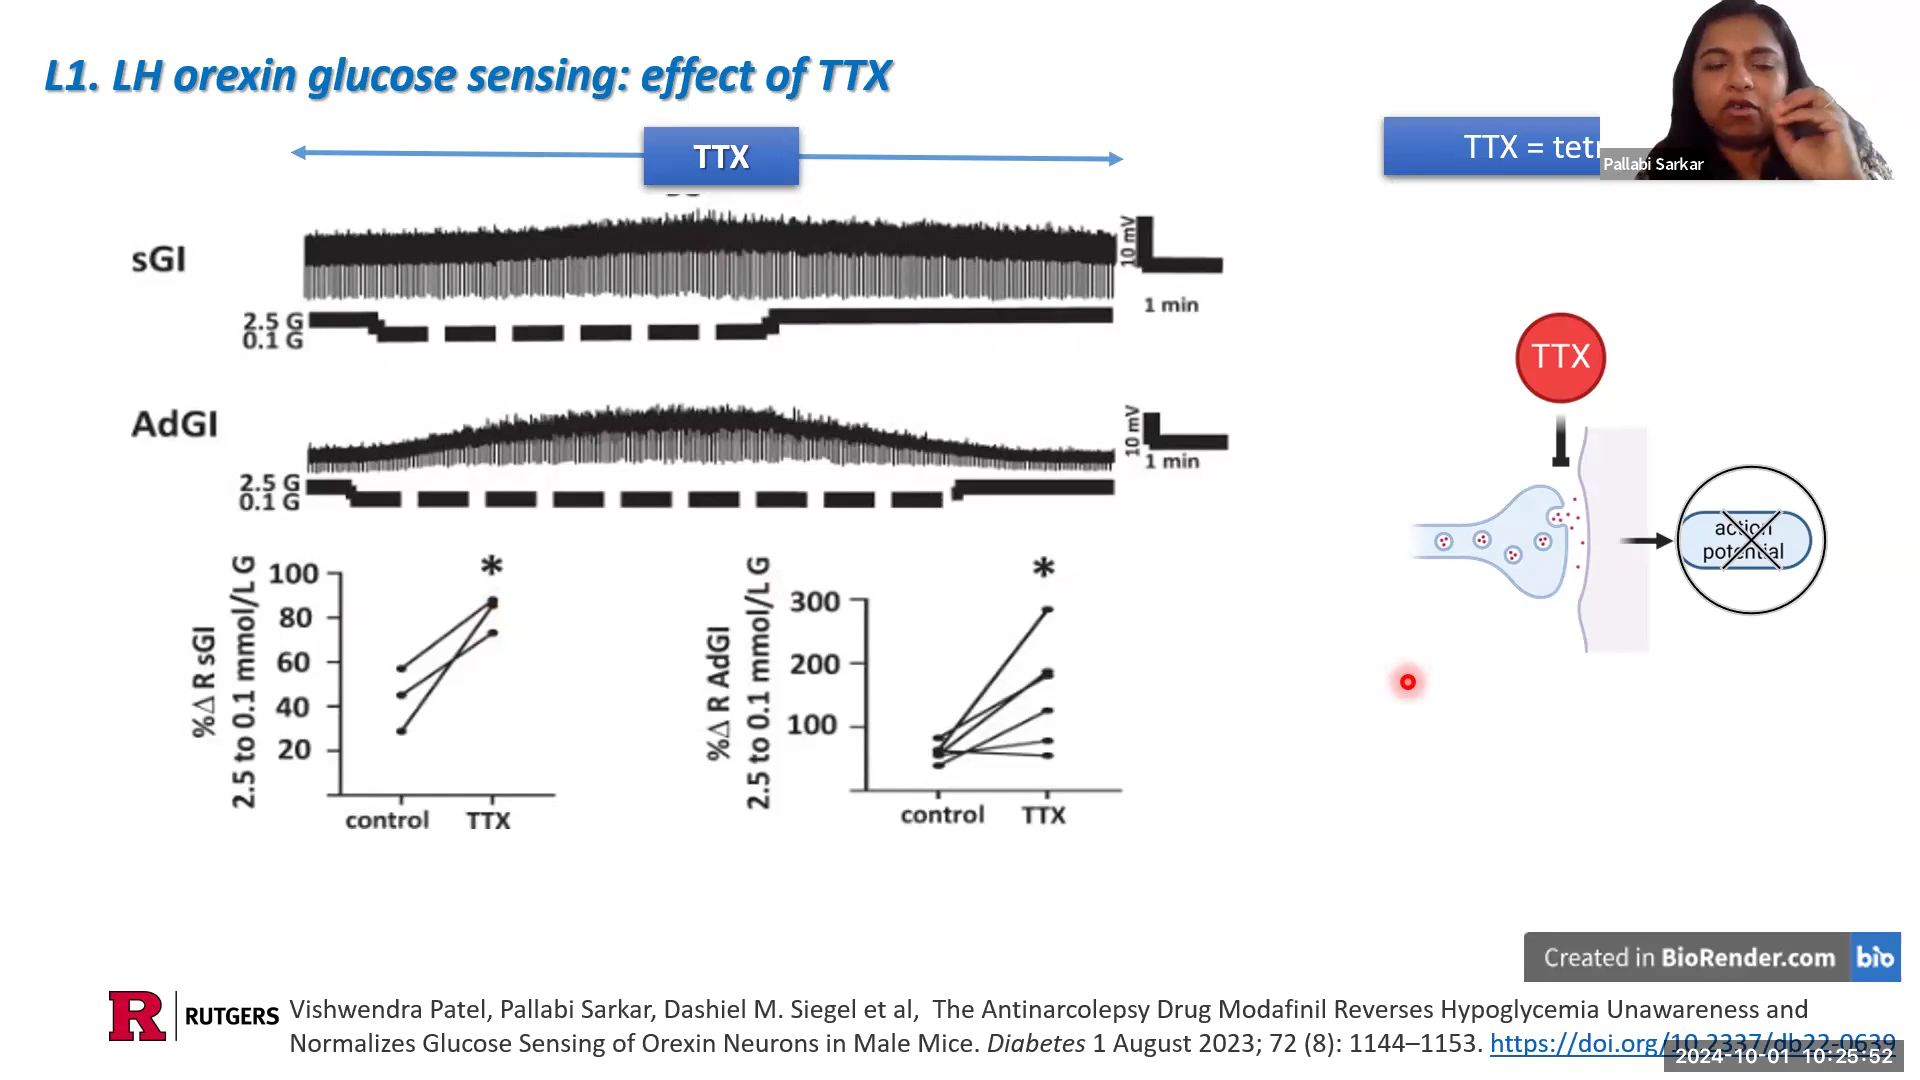 L1. LH orexin glucose sensing: effect of TTX
TTX
TTX = tetr
Pallabi Sarkar
sGI
10 mV
1 min
2.5 G
0.1 G
AdGI
10 mV
1 min
2.5 G
0.1 G
TTX
action
potential
%Δ R sGI
2.5 to 0.1 mmol/L G
100
80
60
40
20
*
control TTX
%Δ R AdGI
2.5 to 0.1 mmol/L G
300
200
100
*
control TTX
Created in BioRender.com bio
R RUTGERS
Vishwendra Patel, Pallabi Sarkar, Dashiel M. Siegel et al, The Antinarcolepsy Drug Modafinil Reverses Hypoglycemia Unawareness and
Normalizes Glucose Sensing of Orexin Neurons in Male Mice. Diabetes 1 August 2023; 72 (8): 1144–1153. https://doi.org/10.2337/db22-0639
2024-10-01 10:25:52